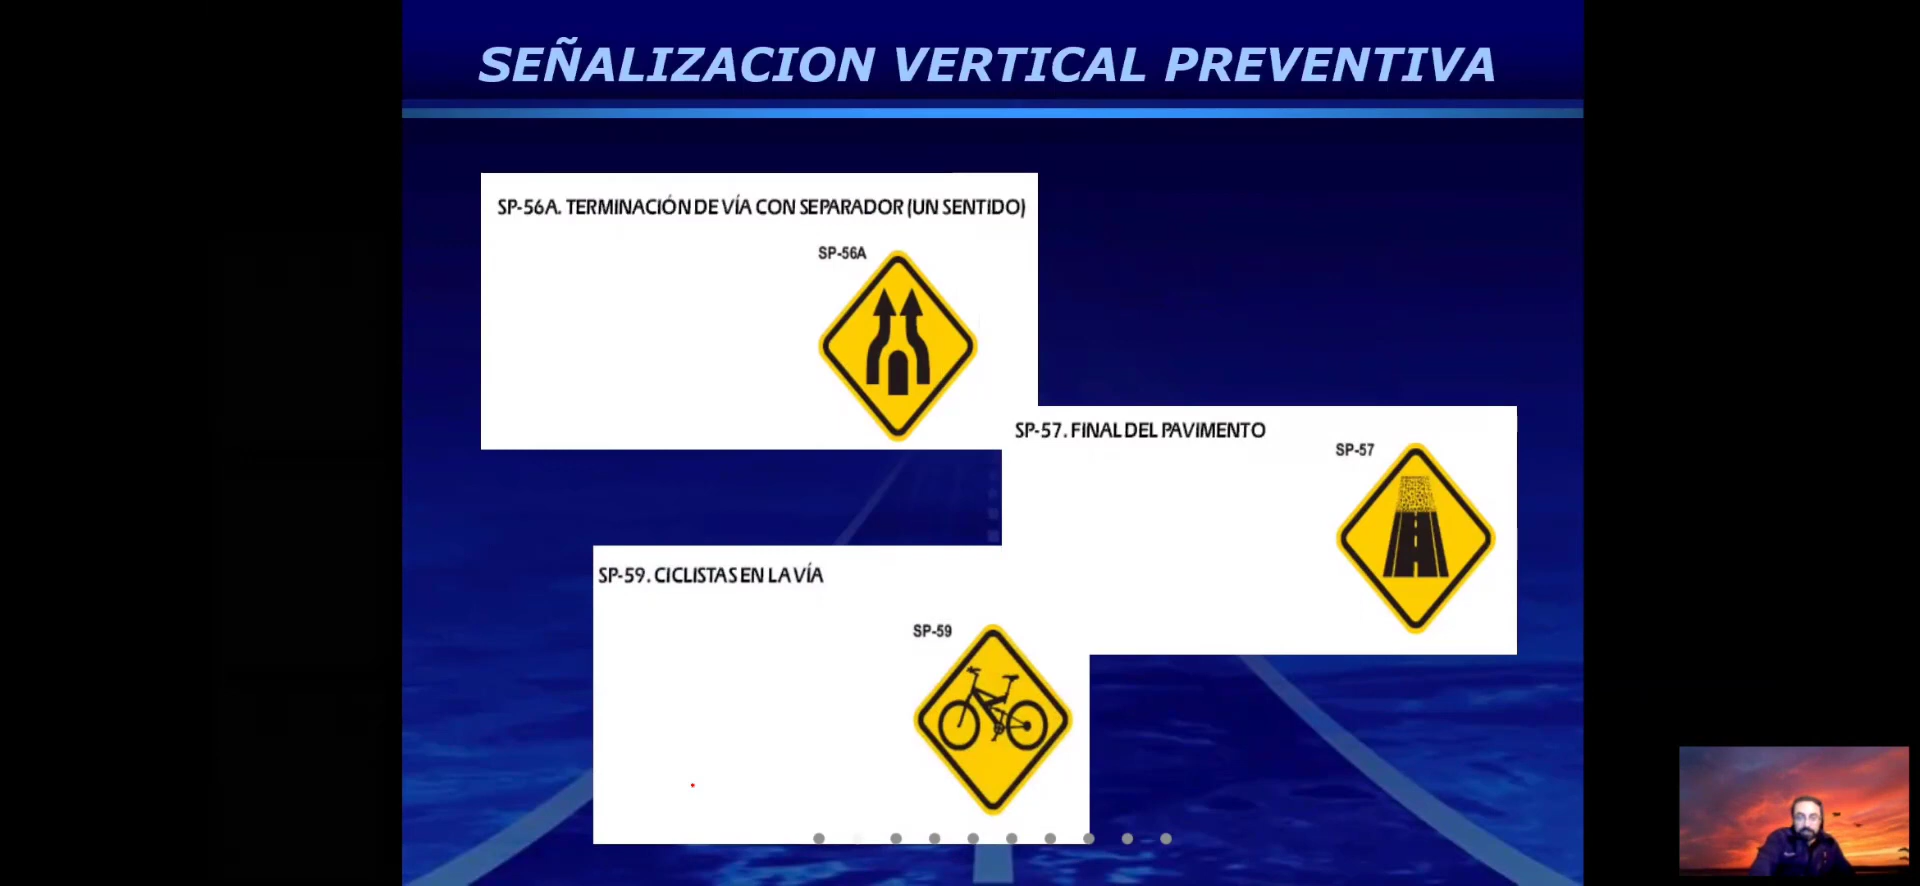 SEÑALIZACION VERTICAL PREVENTIVA
SP-56A. TERMINACIÓN DE VÍA CON SEPARADOR (UN SENTIDO)
SP-56A
SP-57. FINAL DEL PAVIMENTO
SP-57
SP-59. CICLISTAS EN LA VÍA
SP-59